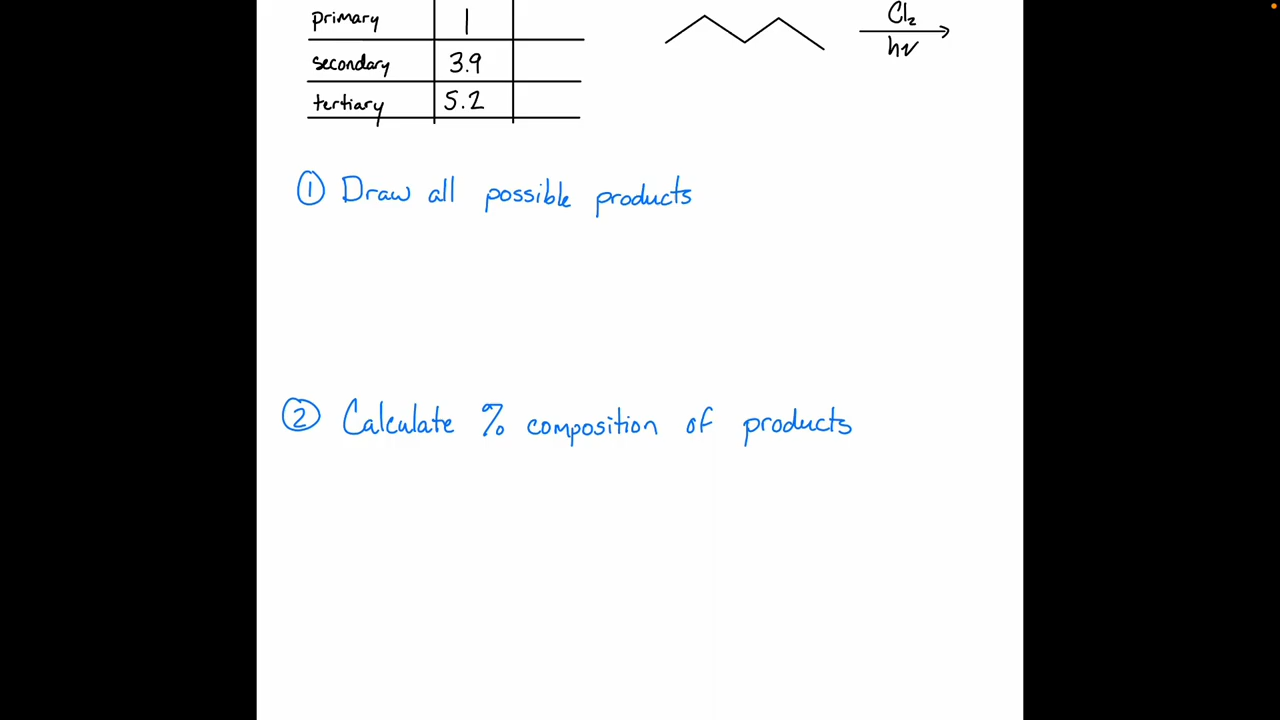 primary 1
secondary 3.9
tertiary 5.2
Cl₂
hν
① Draw all possible products
② Calculate % composition of products